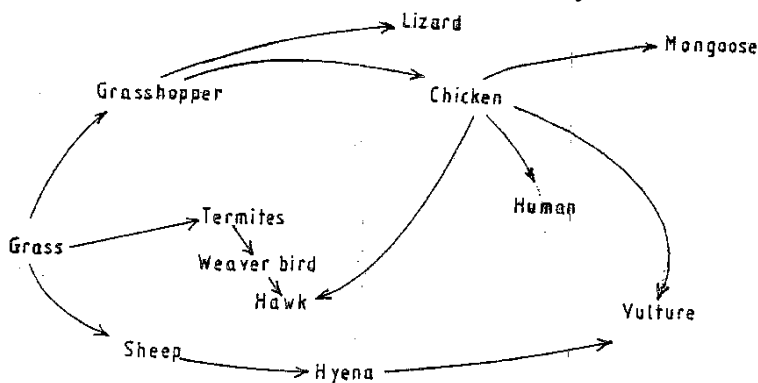 Lizard
Mongoose
Grasshopper
Chicken
Termites
Human
Grass
Weaver bird
Hawk
Vulture
Sheep
Hyena